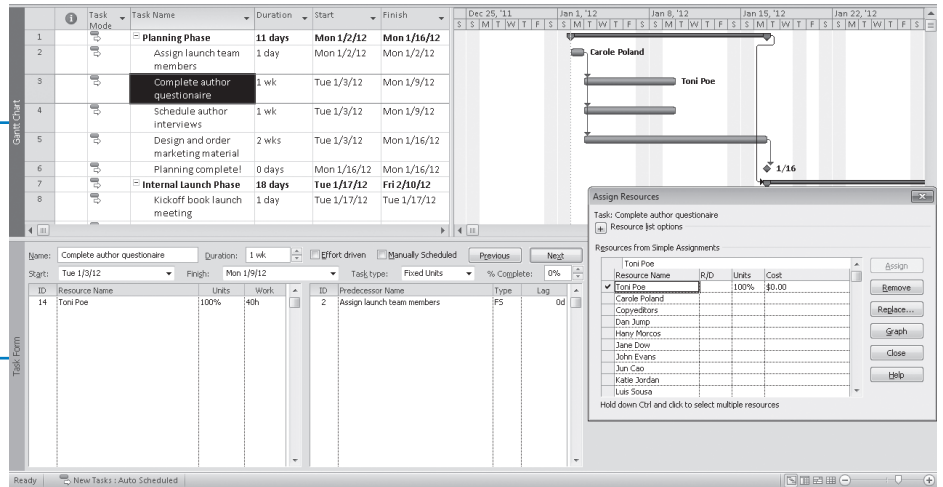 Task Mode Task Name Duration Start Finish Dec 25, '11 Jan 1, '12 Jan 8, '12 Jan 15, '12 Jan 22, '12
S S M T W T F S S M T W T F S S M T W T F S S M T W T F S S M T W T F S
1 Planning Phase 11 days Mon 1/2/12 Mon 1/16/12
2 Assign launch team members 1 day Mon 1/2/12 Mon 1/2/12 Carole Poland
3 Complete author questionaire 1 wk Tue 1/3/12 Mon 1/9/12 Toni Poe
4 Schedule author interviews 1 wk Tue 1/3/12 Mon 1/9/12
5 Design and order marketing material 2 wks Tue 1/3/12 Mon 1/16/12
6 Planning complete! 0 days Mon 1/16/12 Mon 1/16/12 1/16
7 Internal Launch Phase 18 days Tue 1/17/12 Fri 2/10/12
8 Kickoff book launch meeting 1 day Tue 1/17/12 Tue 1/17/12
Gantt Chart
Name: Complete author questionaire Duration: 1 wk Effort driven Manually Scheduled Previous Next
Start: Tue 1/3/12 Finish: Mon 1/9/12 Task type: Fixed Units % Complete: 0%
ID Resource Name Units Work ID Predecessor Name Type Lag
14 Toni Poe 100% 40h 2 Assign launch team members FS 0d
Task Form
Assign Resources
Task: Complete author questionaire
Resource list options
Resources from Simple Assignments
Toni Poe
Resource Name R/D Units Cost
Toni Poe 100% $0.00
Carole Poland
Copyeditors
Dan Jump
Hany Morcos
Jane Dow
John Evans
Jun Cao
Katie Jordan
Luis Sousa
Assign
Remove
Replace...
Graph
Close
Help
Hold down Ctrl and click to select multiple resources
Ready New Tasks : Auto Scheduled